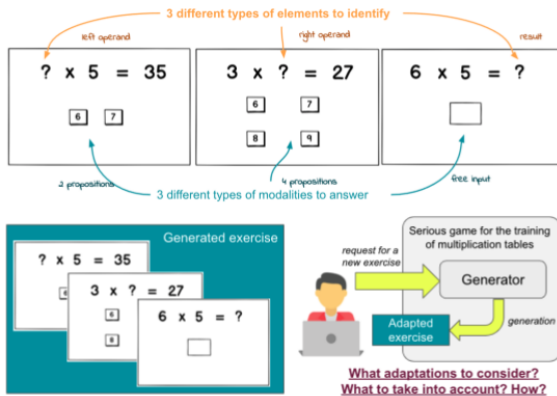 3 different types of elements to identify
left operand
right operand
result
? x 5 = 35
3 x ? = 27
6 x 5 = ?
6 7
6 7
8 9
2 propositions
4 propositions
free input
3 different types of modalities to answer
Generated exercise
? x 5 = 35
6
3 x ? = 27
6
8
6 x 5 = ?
Serious game for the training
of multiplication tables
request for a
new exercise
Generator
generation
Adapted
exercise
What adaptations to consider?
What to take into account? How?